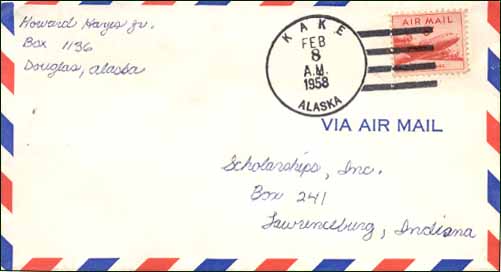 Howard Hayes Jr.
Box 1136
Douglas, Alaska
KAKE
FEB
8
A.M.
1958
ALASKA
AIR MAIL
VIA AIR MAIL
Scholarships, Inc.
Box 241
Lawrenceburg, Indiana